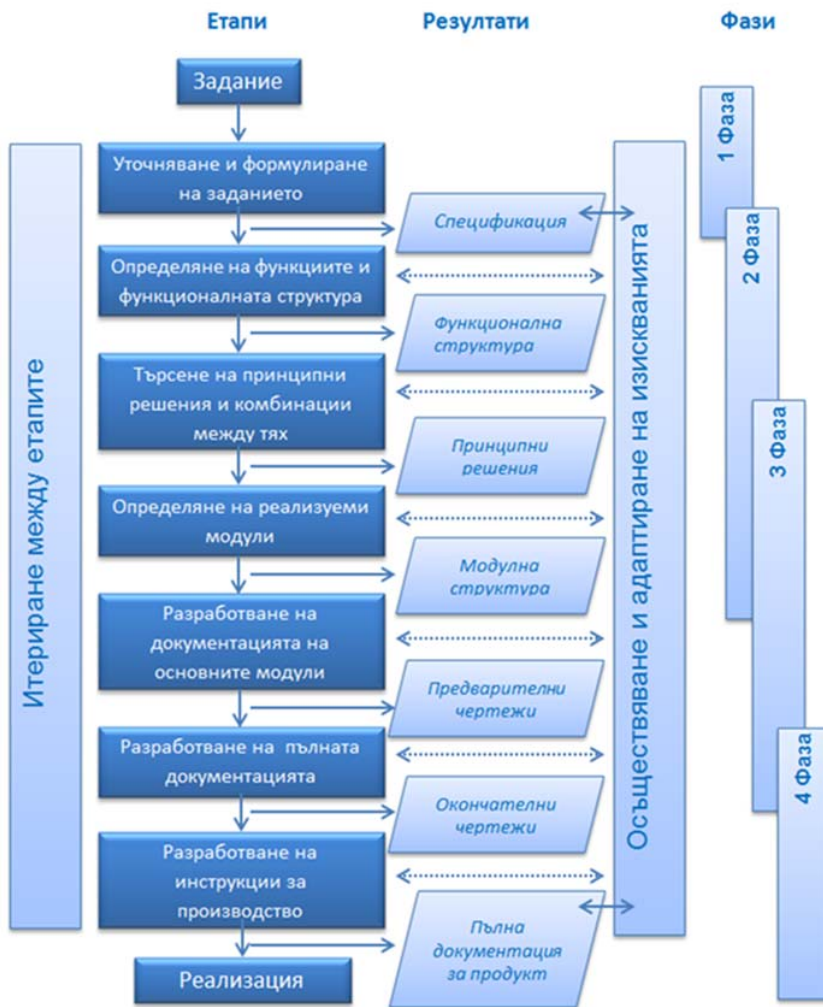 Етапи
Резултати
Фази
Задание
Уточняване и формулиране
на заданието
Спецификация
Определяне на функциите и
функционалната структура
Функционална
структура
Търсене на принципни
решения и комбинации
между тях
Принципни
решения
Определяне на реализуеми
модули
Модулна
структура
Разработване на
документацията на
основните модули
Предварителни
чертежи
Разработване на пълната
документацията
Окончателни
чертежи
Разработване на
инструкции за
производство
Пълна
документация
за продукт
Реализация
Итериране между етапите
Осъществяване и адаптиране на изискванията
1 Фаза
2 Фаза
3 Фаза
4 Фаза